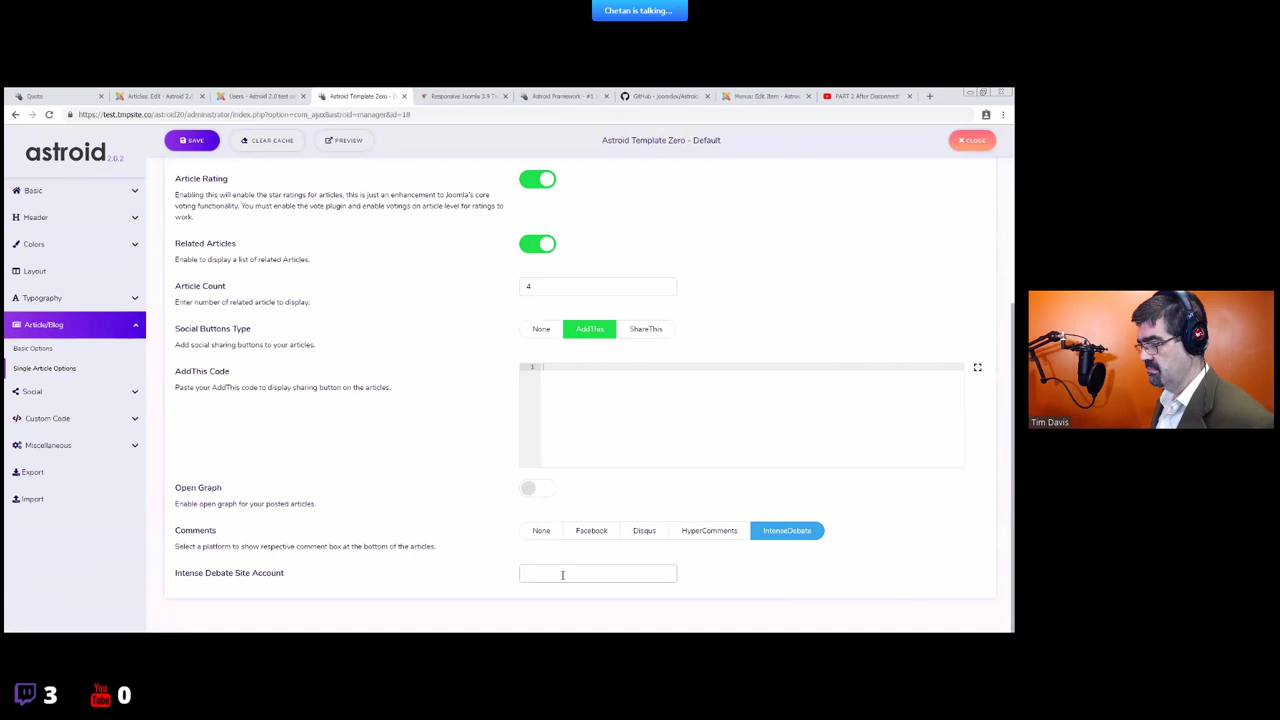 Chetan is talking...
Quote
Articles: Edit - Astroid 2.0
Users - Astroid 2.0 test
Astroid Template Zero - D
Responsive Joomla 3.9 T
Astroid Framework - #1
GitHub - joomdev/Astroid
Menus: Edit Item - Astroid
PART 2 After Disconnect
https://test.tmpsite.co/astroid20/administrator/index.php?option=com_ajax&astroid=manager&id=18
astroid 2.0.2
SAVE
CLEAR CACHE
PREVIEW
Astroid Template Zero - Default
CLOSE
Basic
Header
Colors
Layout
Typography
Article/Blog
Basic Options
Single Article Options
Social
Custom Code
Miscellaneous
Export
Import
Article Rating
Enabling this will enable the star ratings for articles, this is just an enhancement to Joomla's core
voting functionality. You must enable the vote plugin and enable votings on article level for ratings to
work.
Related Articles
Enable to display a list of related Articles.
Article Count
4
Enter number of related article to display.
Social Buttons Type
None
AddThis
ShareThis
Add social sharing buttons to your articles.
AddThis Code
1
Paste your AddThis code to display sharing button on the articles.
Open Graph
Enable open graph for your posted articles.
Comments
None
Facebook
Disqus
HyperComments
IntenseDebate
Select a platform to show respective comment box at the bottom of the articles.
Intense Debate Site Account
Tim Davis
3
You
Tube
0